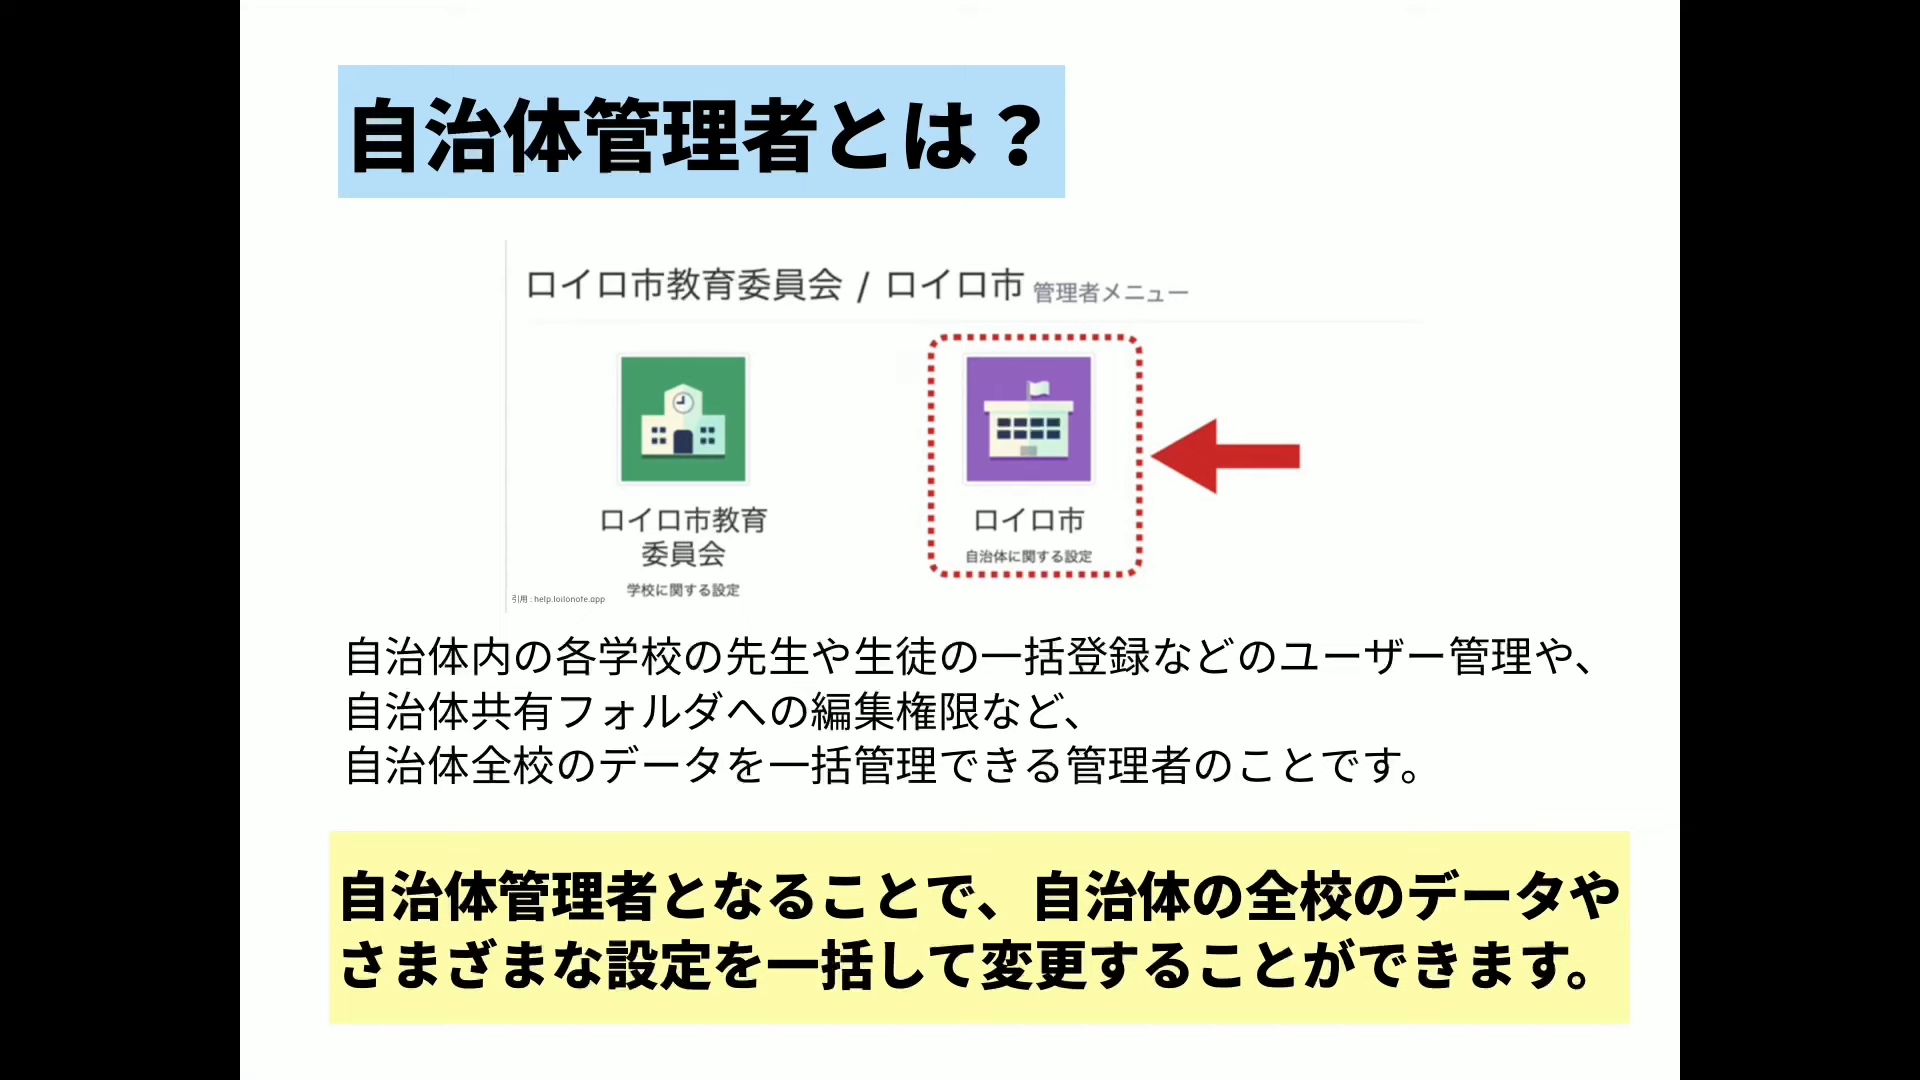 自治体管理者とは？
ロイロ市教育委員会 / ロイロ市 管理者メニュー
ロイロ市教育
委員会
学校に関する設定
ロイロ市
自治体に関する設定
引用 : help.loilonote.app
自治体内の各学校の先生や生徒の一括登録などのユーザー管理や、
自治体共有フォルダへの編集権限など、
自治体全校のデータを一括管理できる管理者のことです。
自治体管理者となることで、自治体の全校のデータや
さまざまな設定を一括して変更することができます。